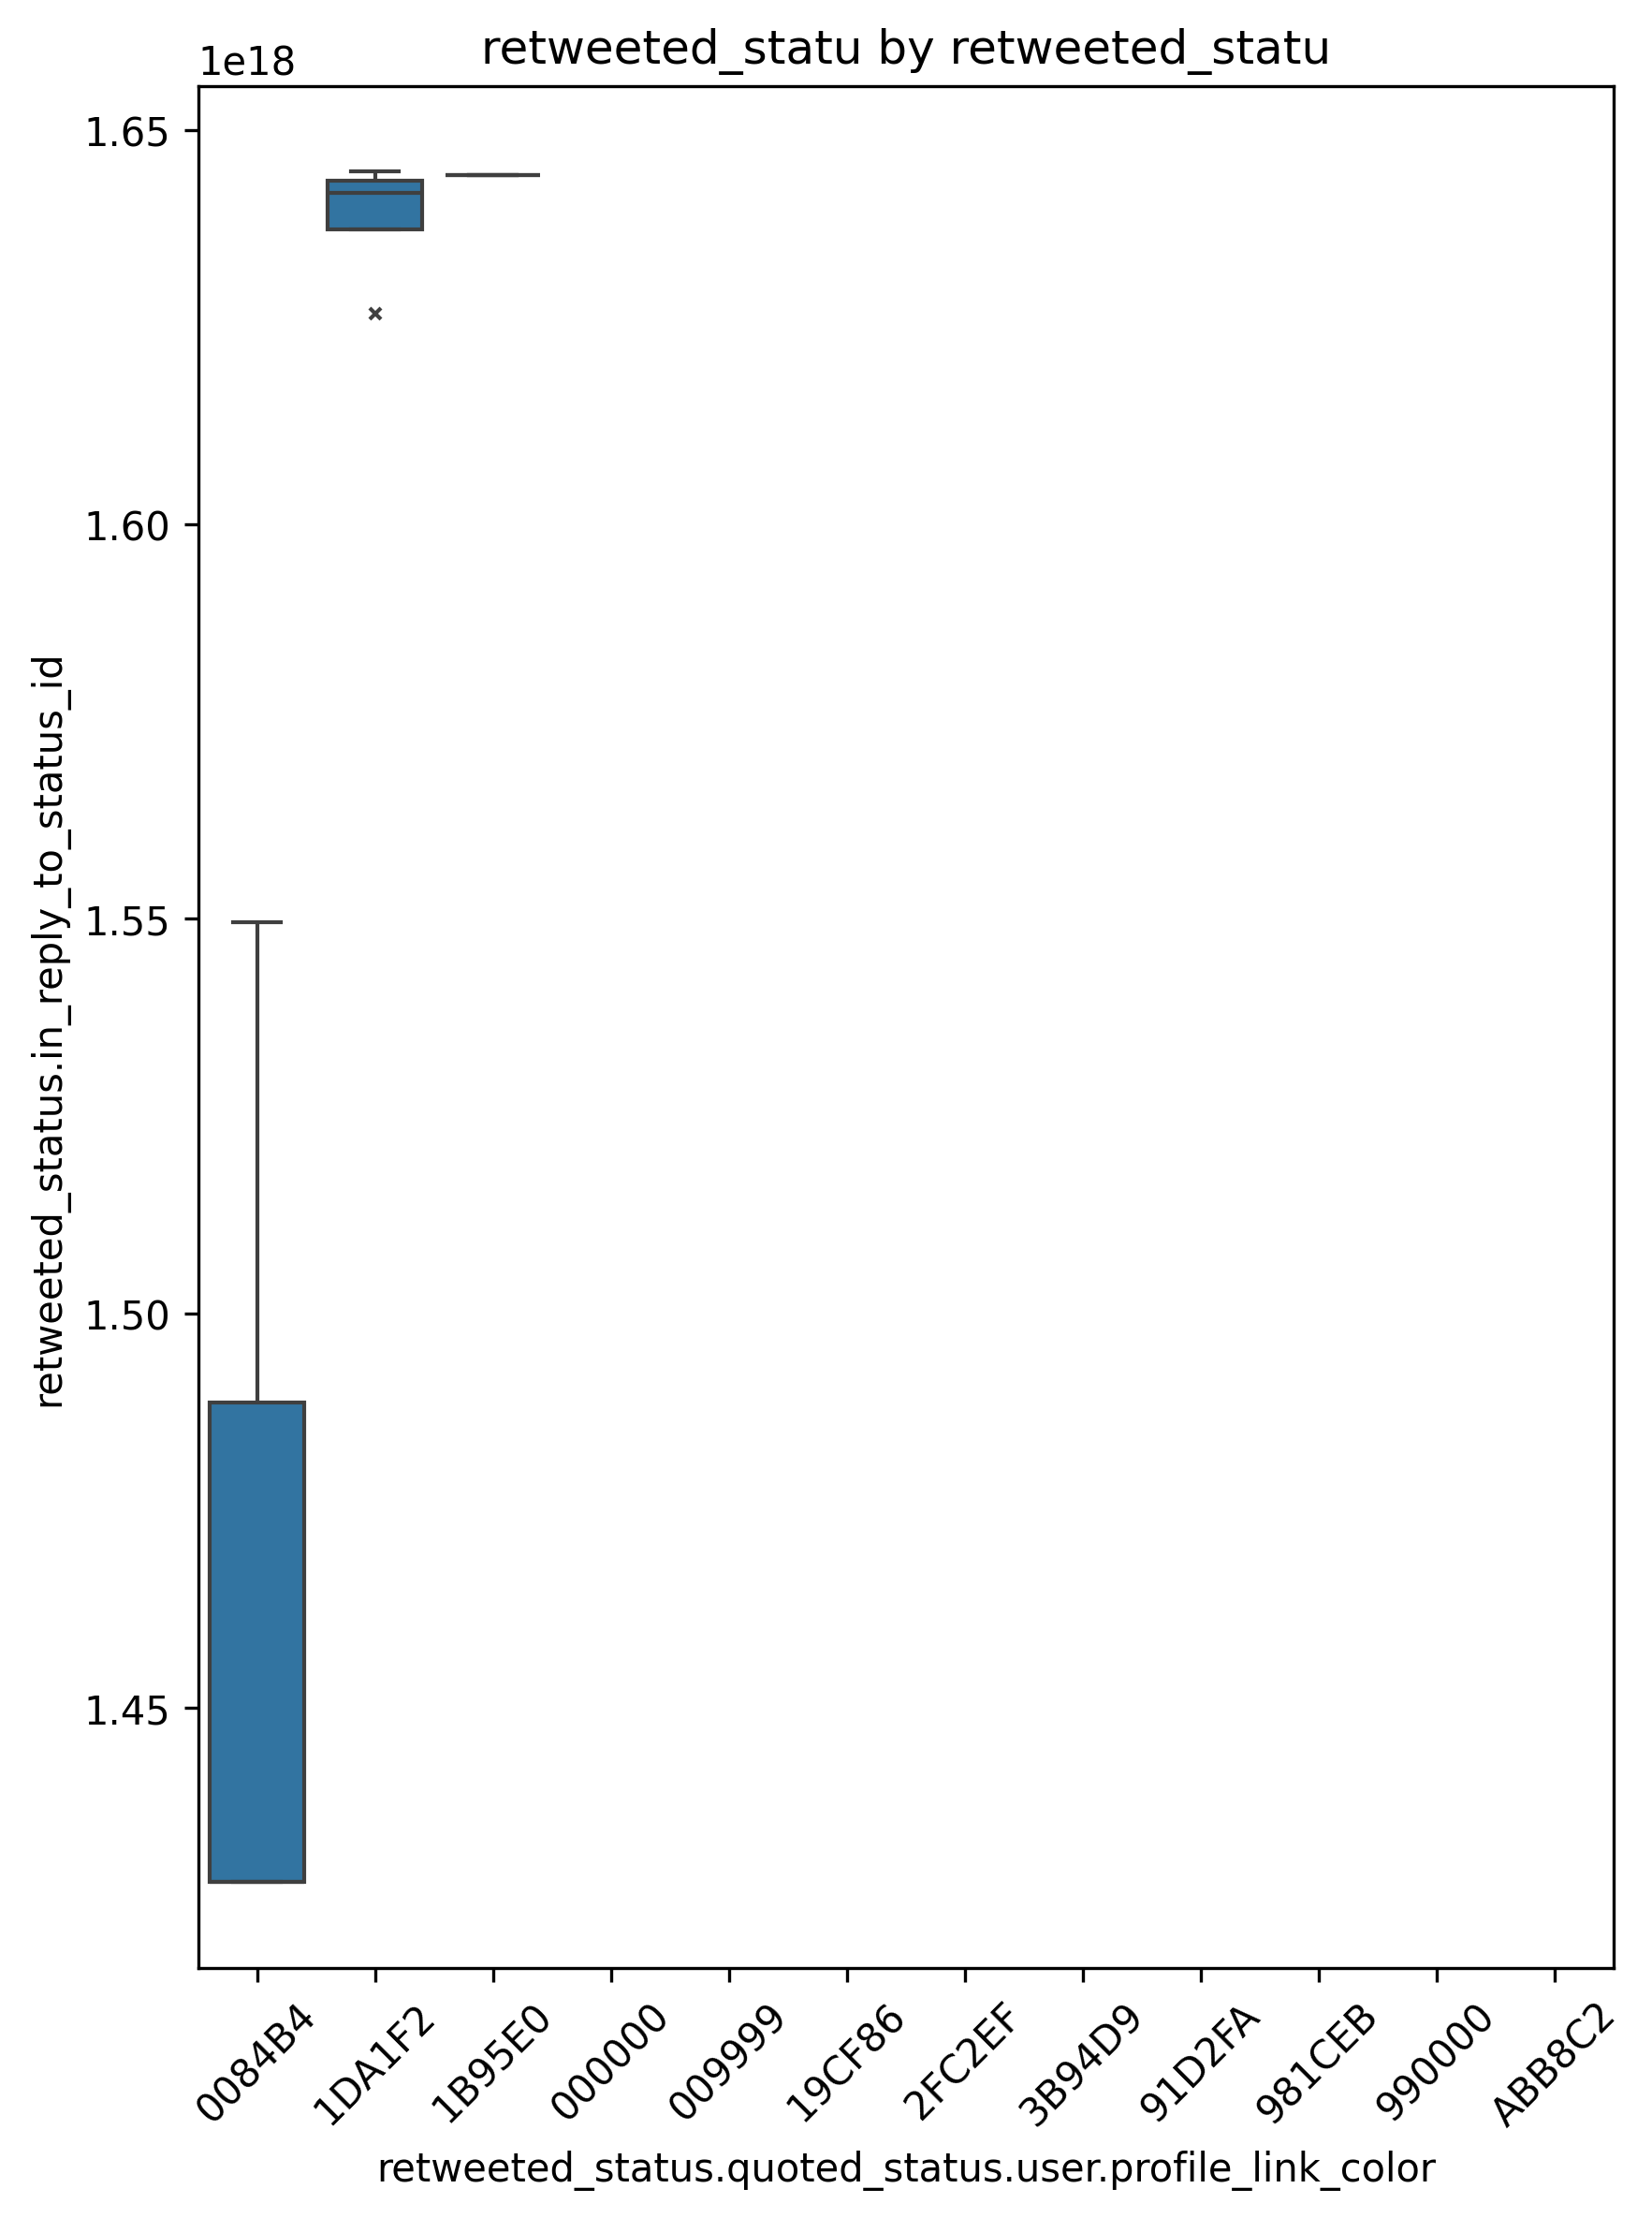 retweeted_statu by retweeted_statu
1e18
1.65
1.60
1.55
1.50
1.45
retweeted_status.in_reply_to_status_id
0084B4
1DA1F2
1B95E0
000000
009999
19CF86
2FC2EF
3B94D9
91D2FA
981CEB
990000
ABB8C2
retweeted_status.quoted_status.user.profile_link_color